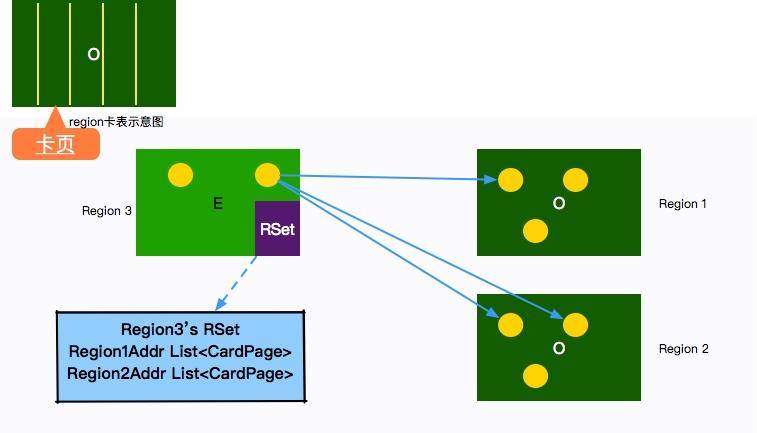 O
region卡表示意图
卡页
Region 3
E
RSet
O
Region 1
Region3's RSet
Region1Addr List<CardPage>
Region2Addr List<CardPage>
O
Region 2